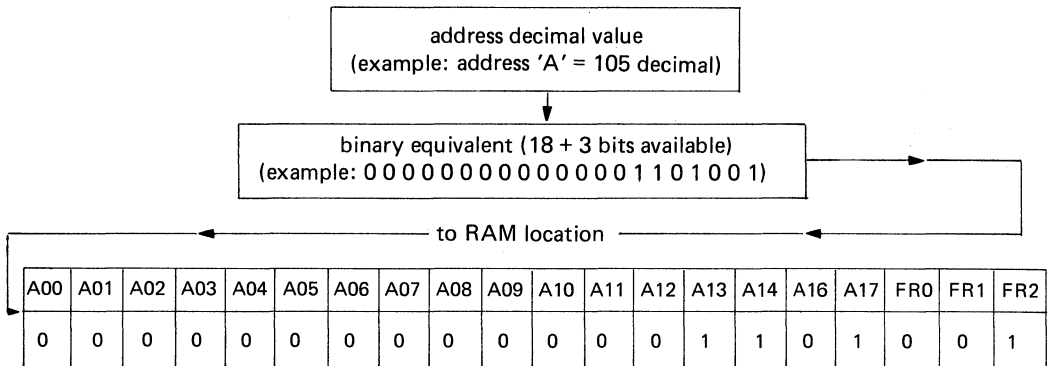 address decimal value
(example: address 'A' = 105 decimal)
binary equivalent (18 + 3 bits available)
(example: 0 0 0 0 0 0 0 0 0 0 0 0 0 0 1 1 0 1 0 0 1)
to RAM location
A00 A01 A02 A03 A04 A05 A06 A07 A08 A09 A10 A11 A12 A13 A14 A16 A17 FR0 FR1 FR2
0 0 0 0 0 0 0 0 0 0 0 0 0 1 1 0 1 0 0 1